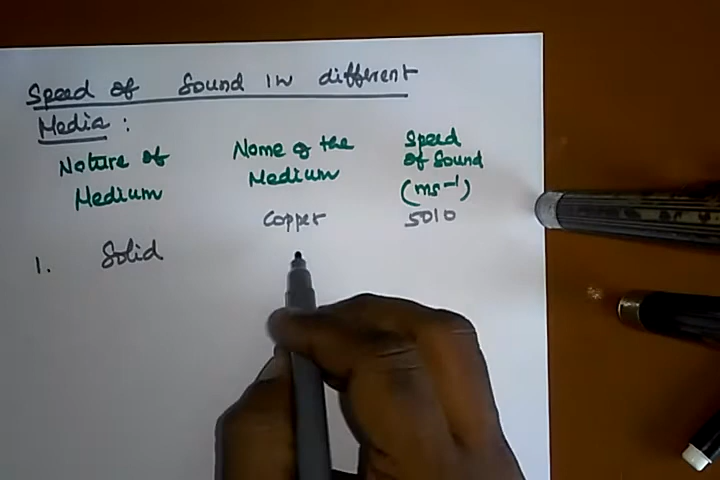 Speed of Sound in different
Media :
Nature of Name of the Speed
Medium Medium of Sound
(ms-1)
Copper 5010
1. Solid